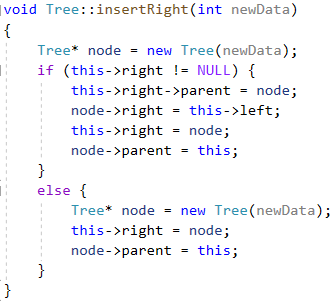 void Tree::insertRight(int newData)
{
Tree* node = new Tree(newData);
if (this->right != NULL) {
this->right->parent = node;
node->right = this->left;
this->right = node;
node->parent = this;
}
else {
Tree* node = new Tree(newData);
this->right = node;
node->parent = this;
}
}